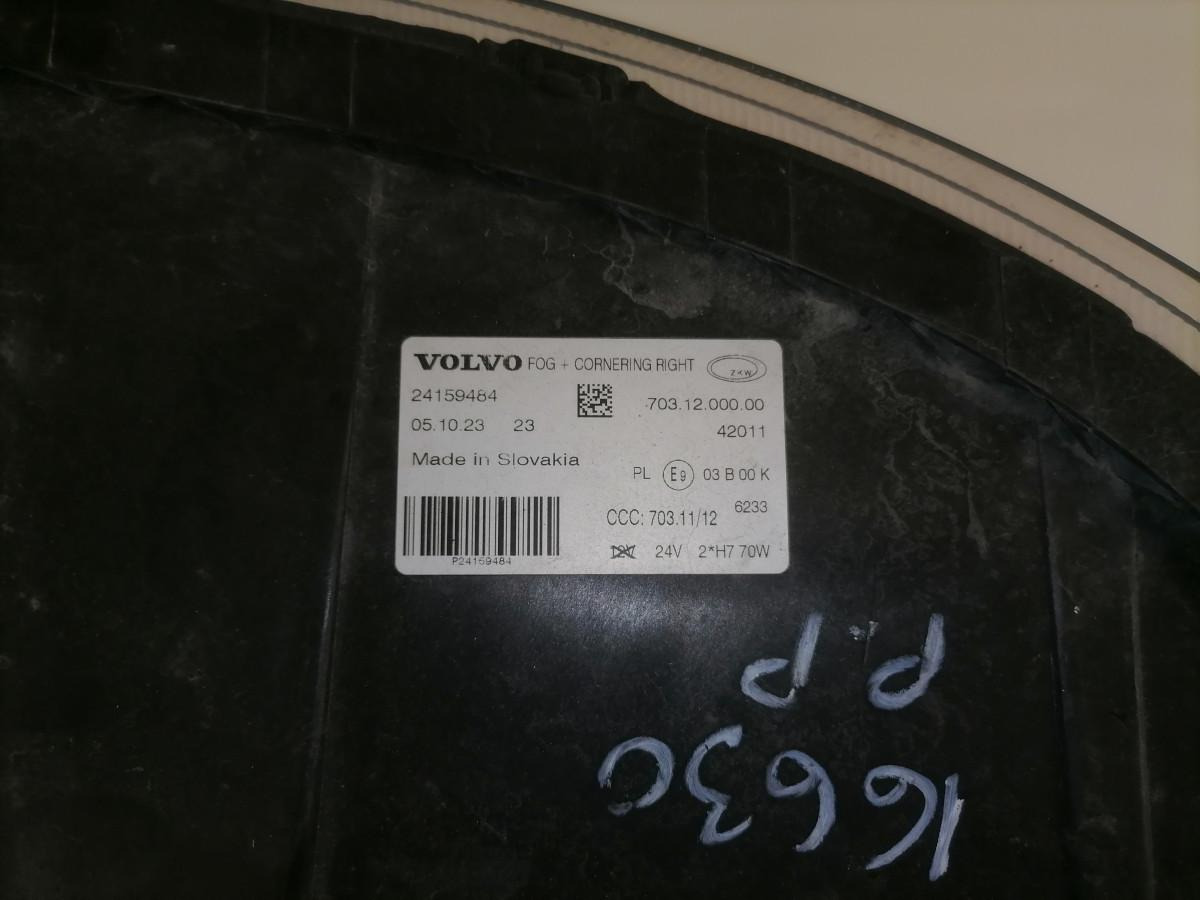 VOLVO FOG + CORNERING RIGHT ZKW
24159484
703.12.000.00
05.10.23 23
42011
Made in Slovakia
PL E9 03 B 00 K
6233
CCC: 703.11/12
12V 24V 2*H7 70W
P24159484
16630
P.P